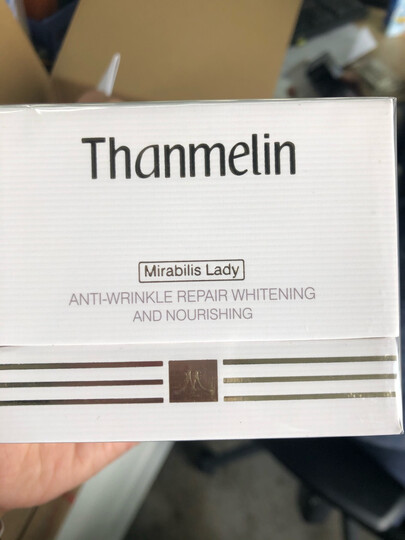 Thanmelin
Mirabilis Lady
ANTI-WRINKLE REPAIR WHITENING
AND NOURISHING